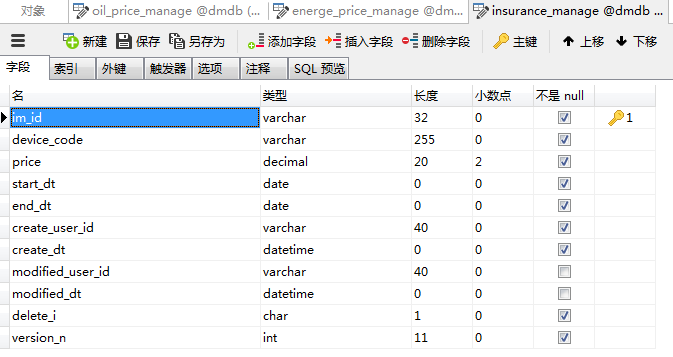 对象 oil_price_manage @dmdb (... energe_price_manage @dm... insurance_manage @dmdb ...
新建 保存 另存为 添加字段 插入字段 删除字段 主键 上移 下移
字段 索引 外键 触发器 选项 注释 SQL 预览
名 类型 长度 小数点 不是 null
im_id varchar 32 0 1
device_code varchar 255 0
price decimal 20 2
start_dt date 0 0
end_dt date 0 0
create_user_id varchar 40 0
create_dt datetime 0 0
modified_user_id varchar 40 0
modified_dt datetime 0 0
delete_i char 1 0
version_n int 11 0